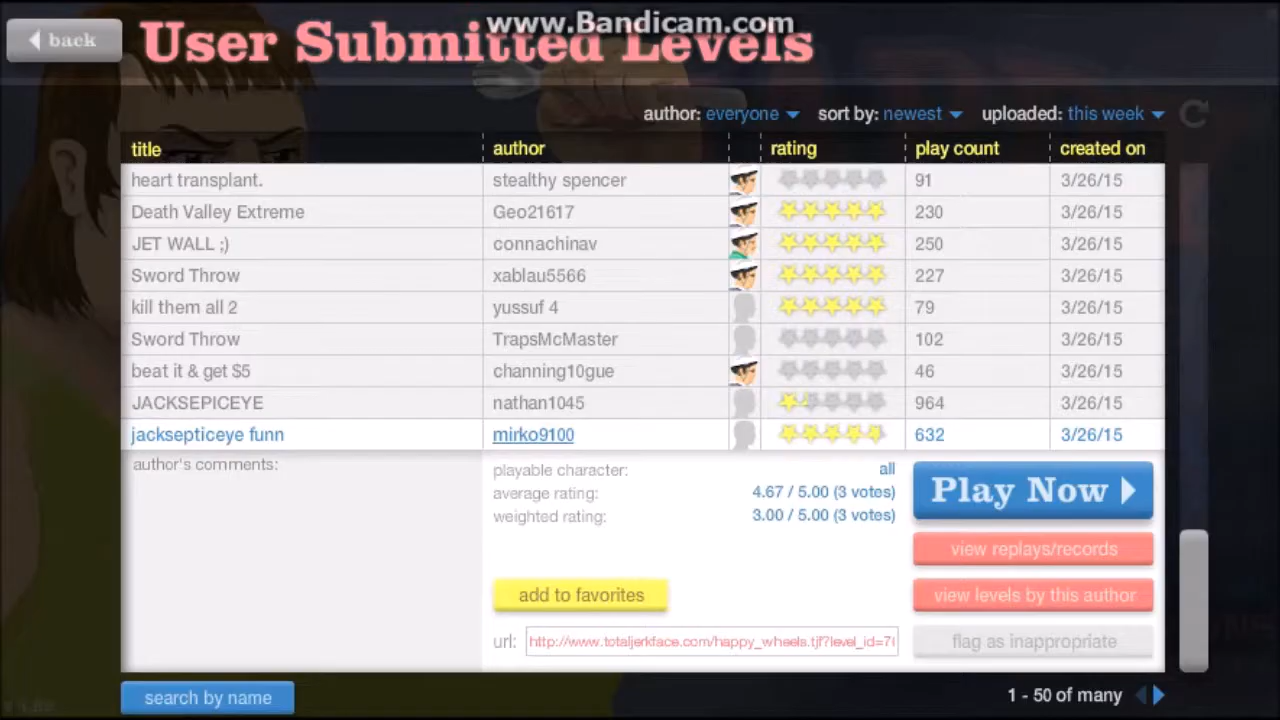 www.Bandicam.com
back
User Submitted Levels
author: everyone sort by: newest uploaded: this week
title author rating play count created on
heart transplant. stealthy spencer 91 3/26/15
Death Valley Extreme Geo21617 230 3/26/15
JET WALL ;) connachinav 250 3/26/15
Sword Throw xablau5566 227 3/26/15
kill them all 2 yussuf 4 79 3/26/15
Sword Throw TrapsMcMaster 102 3/26/15
beat it & get $5 channing10gue 46 3/26/15
JACKSEPICEYE nathan1045 964 3/26/15
jacksepticeye funn mirko9100 632 3/26/15
author's comments:
playable character: all
average rating: 4.67 / 5.00 (3 votes)
weighted rating: 3.00 / 5.00 (3 votes)
Play Now
view replays/records
add to favorites
view levels by this author
url: http://www.totaljerkface.com/happy_wheels.tjf?level_id=7
flag as inappropriate
search by name
1 - 50 of many